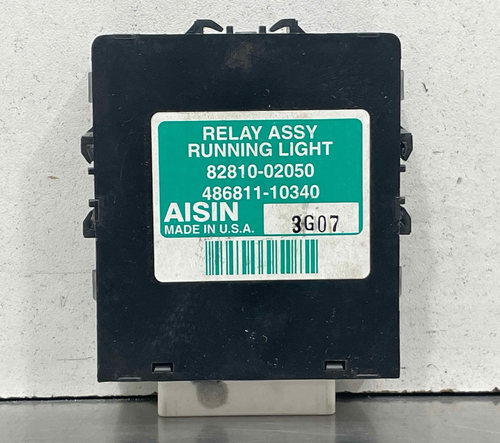 RELAY ASSY
RUNNING LIGHT
82810-02050
486811-10340
AISIN
MADE IN U.S.A.
3G07